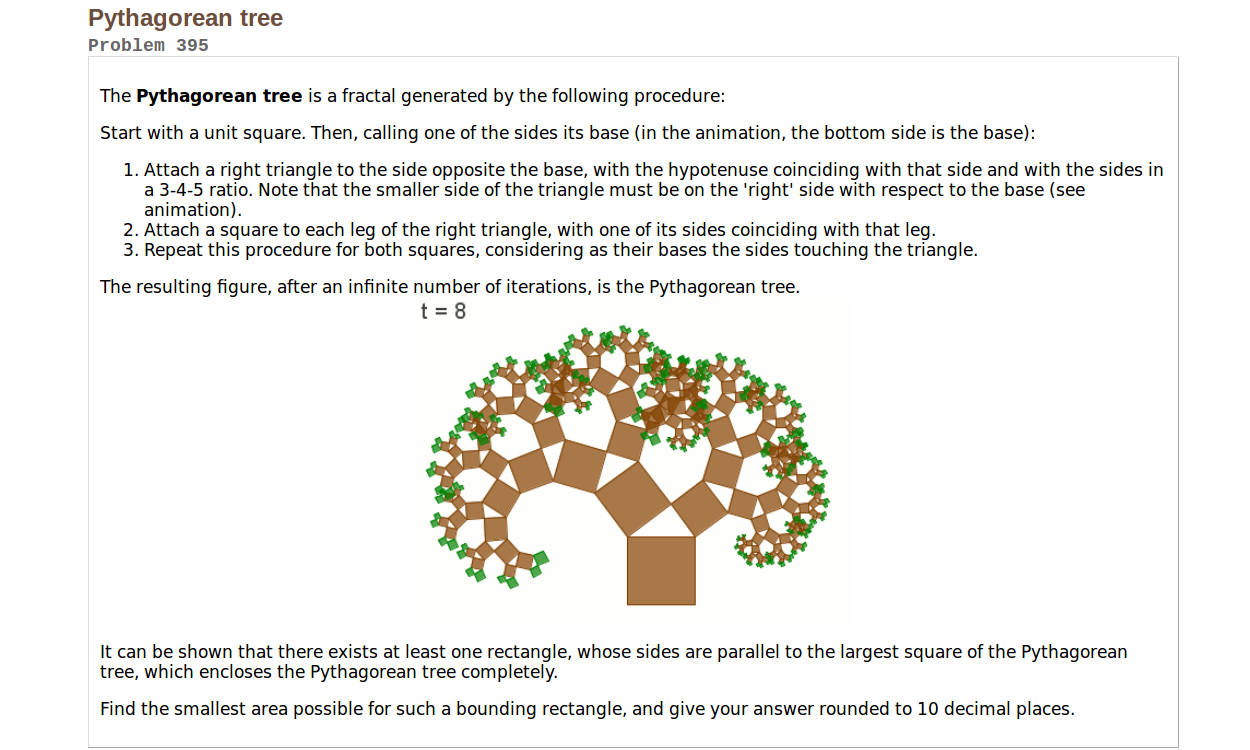 Pythagorean tree
Problem 395
The Pythagorean tree is a fractal generated by the following procedure:
Start with a unit square. Then, calling one of the sides its base (in the animation, the bottom side is the base):
1. Attach a right triangle to the side opposite the base, with the hypotenuse coinciding with that side and with the sides in
a 3-4-5 ratio. Note that the smaller side of the triangle must be on the 'right' side with respect to the base (see
animation).
2. Attach a square to each leg of the right triangle, with one of its sides coinciding with that leg.
3. Repeat this procedure for both squares, considering as their bases the sides touching the triangle.
The resulting figure, after an infinite number of iterations, is the Pythagorean tree.
t = 8
It can be shown that there exists at least one rectangle, whose sides are parallel to the largest square of the Pythagorean
tree, which encloses the Pythagorean tree completely.
Find the smallest area possible for such a bounding rectangle, and give your answer rounded to 10 decimal places.